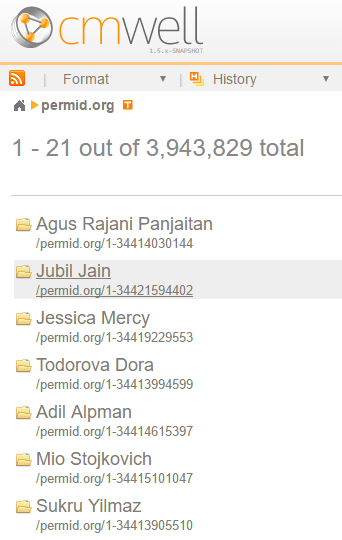 cmwell
1.5.x-SNAPSHOT
| Format ▼ | H History ▼
permid.org T
1 - 21 out of 3,943,829 total
Agus Rajani Panjaitan
/permid.org/1-34414030144
Jubil Jain
/permid.org/1-34421594402
Jessica Mercy
/permid.org/1-34419229553
Todorova Dora
/permid.org/1-34413994599
Adil Alpman
/permid.org/1-34414615397
Mio Stojkovich
/permid.org/1-34415101047
Sukru Yilmaz
/permid.org/1-34413905510